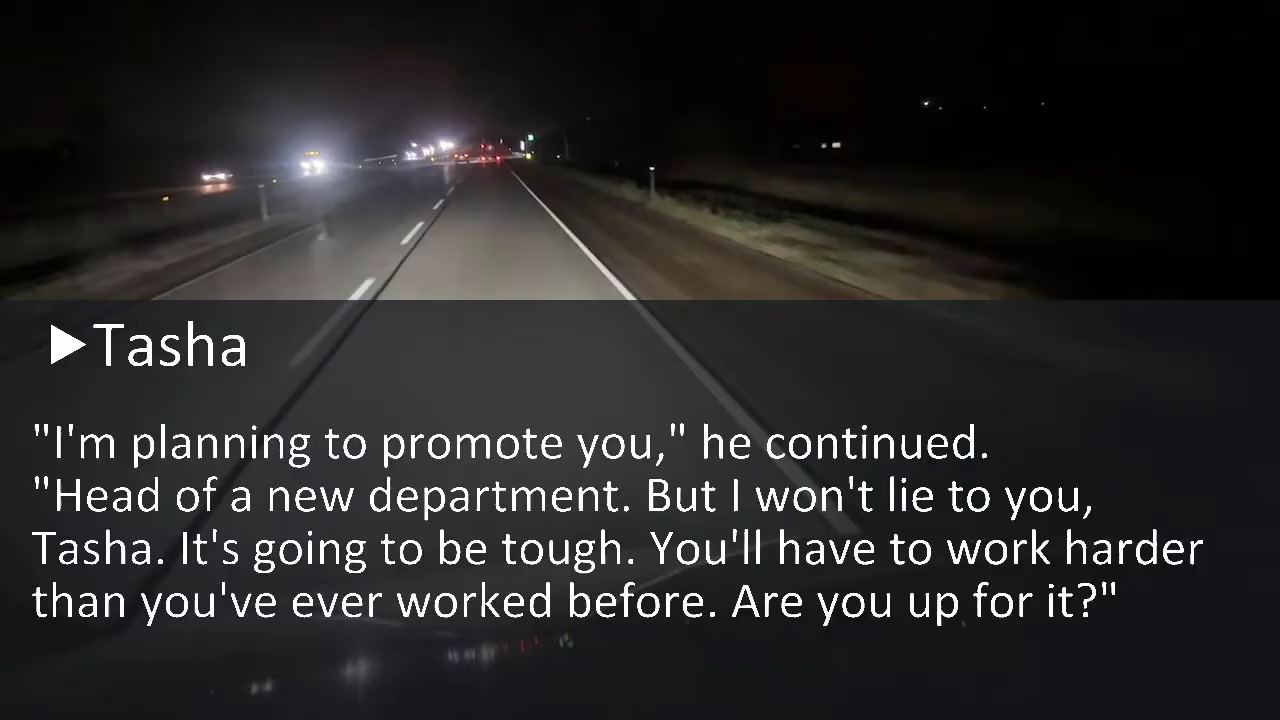 ▶Tasha
"I'm planning to promote you," he continued.
"Head of a new department. But I won't lie to you,
Tasha. It's going to be tough. You'll have to work harder
than you've ever worked before. Are you up for it?"